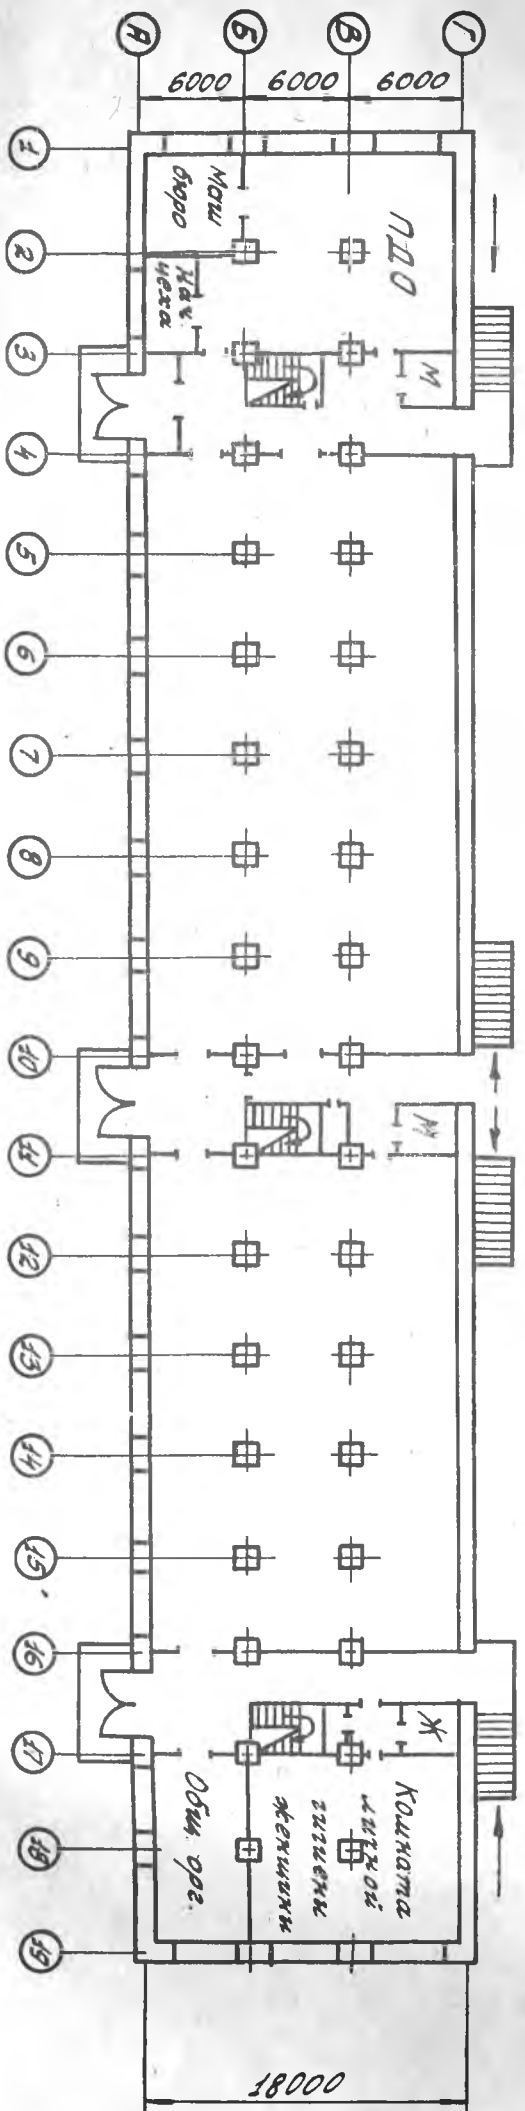 А
Б
В
Г
6000
6000
6000
1
2
3
4
5
6
7
8
9
10
11
12
13
14
15
16
17
18
19
Маш
бюро
Нач.
цеха
ПДО
М
М
Ж
Общ. орг.
Комната
личной
гигиены
женщины
18000